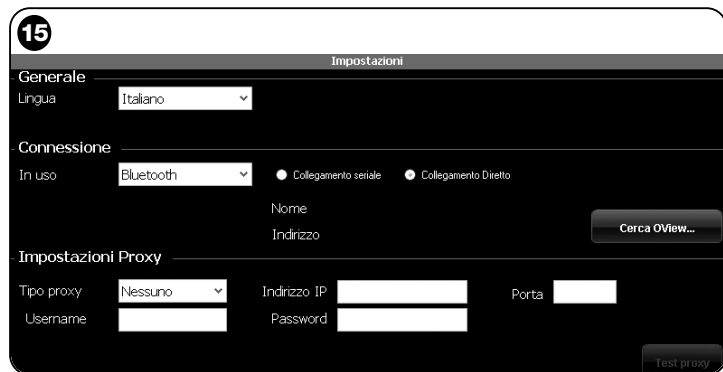 15
Impostazioni
Generale
Lingua Italiano
Connessione
In uso Bluetooth Collegamento seriale Collegamento Diretto
Nome
Indirizzo Cerca OView...
Impostazioni Proxy
Tipo proxy Nessuno Indirizzo IP Porta
Username Password
Test proxy